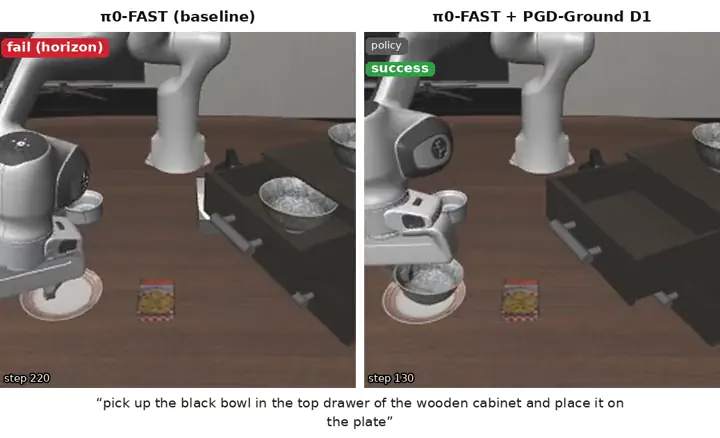 π0-FAST (baseline)
π0-FAST + PGD-Ground D1
fail (horizon)
policy
success
step 220
step 130
“pick up the black bowl in the top drawer of the wooden cabinet and place it on
the plate”